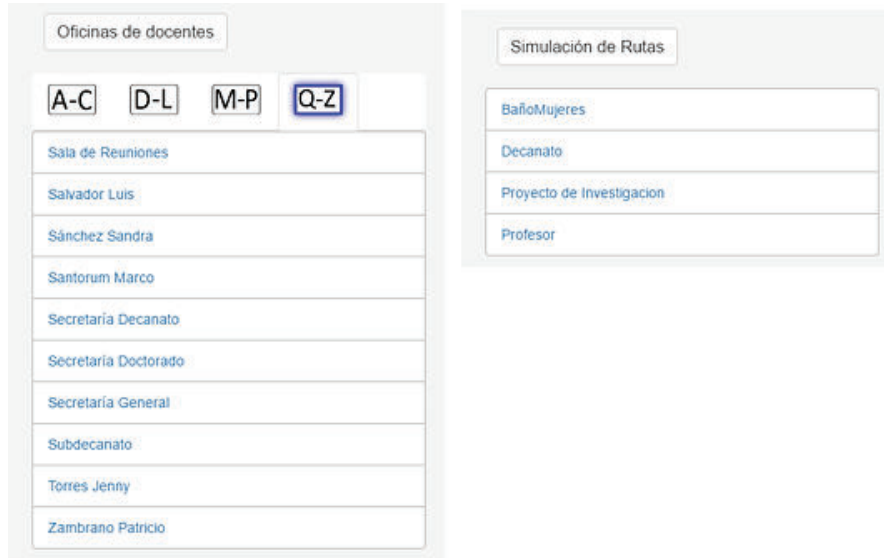 Oficinas de docentes
A-C D-L M-P Q-Z
Sala de Reuniones
Salvador Luis
Sánchez Sandra
Santorum Marco
Secretaría Decanato
Secretaría Doctorado
Secretaría General
Subdecanato
Torres Jenny
Zambrano Patricio
Simulación de Rutas
BañoMujeres
Decanato
Proyecto de Investigacion
Profesor